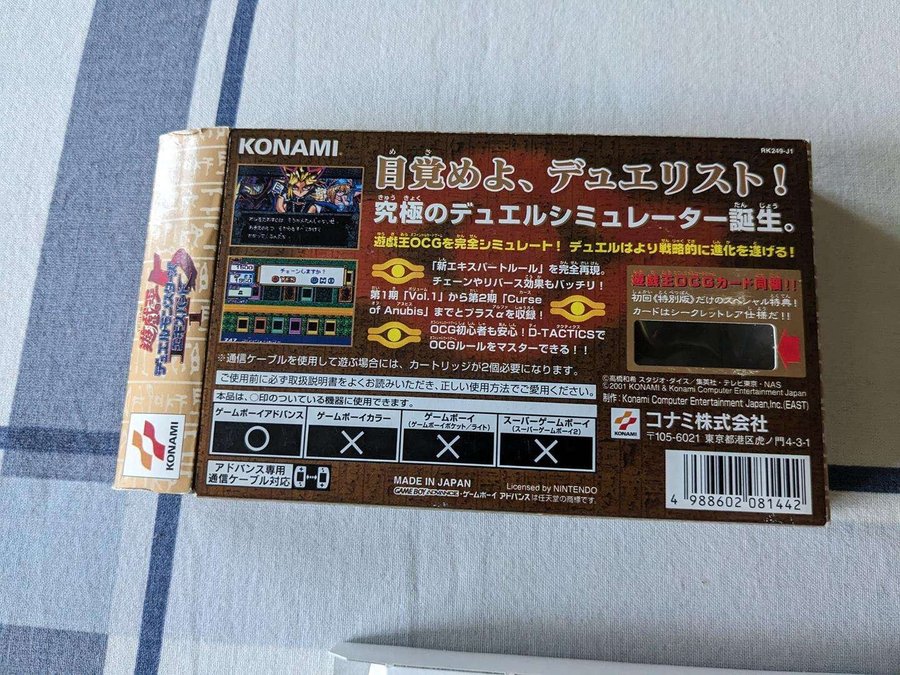 KONAMI
RK249-J1
目覚めよ、デュエリスト!
究極のデュエルシミュレーター誕生。
遊戯王OCGを完全シミュレート! デュエルはより戦略的に進化を遂げる!
「新エキスパートルール」を完全再現。
チェーンやリバース効果もバッチリ!
第1期「Vol.1」から第2期「Curse
of Anubis」までとプラスαを収録!
OCG初心者も安心!D-TACTICSで
OCGルールをマスターできる!!
チェーンしますか?
遊戯王OCGカード同梱!!
初回〈特別版〉だけのスペシャル特典!
カードはシークレットレア仕様だ!!
※通信ケーブルを使用して遊ぶ場合には、カートリッジが2個必要になります。
ご使用前に必ず取扱説明書をよくお読みいただき、正しい使用方法でご愛用ください。
本品は、○印のついている機器に使用できます。
ゲームボーイアドバンス
ゲームボーイカラー
ゲームボーイ
(ゲームボーイポケット/ライト)
スーパーゲームボーイ
(スーパーゲームボーイ2)
○ × × ×
アドバンス専用
通信ケーブル対応
MADE IN JAPAN
Licensed by NINTENDO
GAME BOY ADVANCE・ゲームボーイ アドバンスは任天堂の商標です。
©高橋和希 スタジオ・ダイス/集英社・テレビ東京・NAS
©2001 KONAMI & Konami Computer Entertainment Japan
制作:Konami Computer Entertainment Japan,Inc.(EAST)
KONAMI
コナミ株式会社
〒105-6021 東京都港区虎ノ門4-3-1
4 988602 081442
遊戯王
デュエルモンスターズ
KONAMI